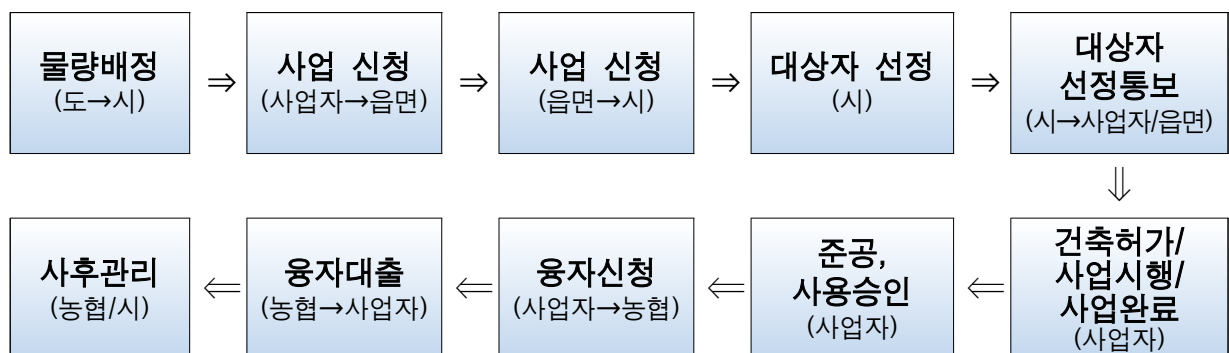 물량배정
(도→시)
⇒
사업 신청
(사업자→읍면)
⇒
사업 신청
(읍면→시)
⇒
대상자 선정
(시)
⇒
대상자
선정통보
(시→사업자/읍면)
⇓
건축허가/
사업시행/
사업완료
(사업자)
⇐
준공,
사용승인
(사업자)
⇐
융자신청
(사업자→농협)
⇐
융자대출
(농협→사업자)
⇐
사후관리
(농협/시)